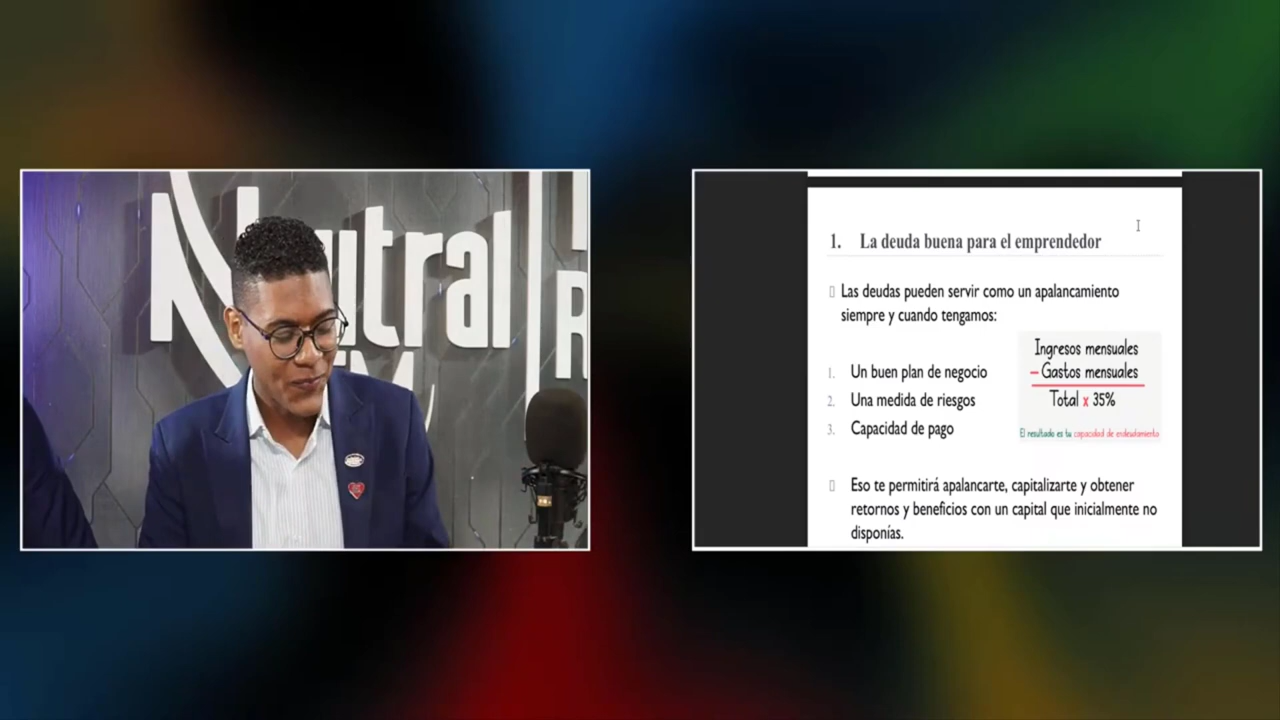 Neutral
FM
R
1. La deuda buena para el emprendedor
Las deudas pueden servir como un apalancamiento
siempre y cuando tengamos:
1. Un buen plan de negocio
2. Una medida de riesgos
3. Capacidad de pago
Ingresos mensuales
– Gastos mensuales
Total x 35%
El resultado es tu capacidad de endeudamiento
Eso te permitirá apalancarte, capitalizarte y obtener
retornos y beneficios con un capital que inicialmente no
disponías.